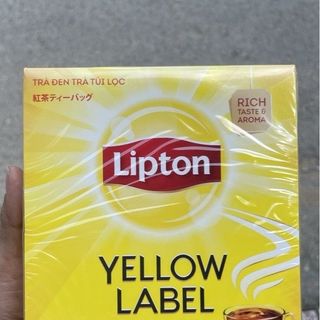 TRÀ ĐEN TRÀ TÚI LỌC
紅茶ティーバッグ
RICH
TASTE &
AROMA
Lipton
YELLOW
LABEL